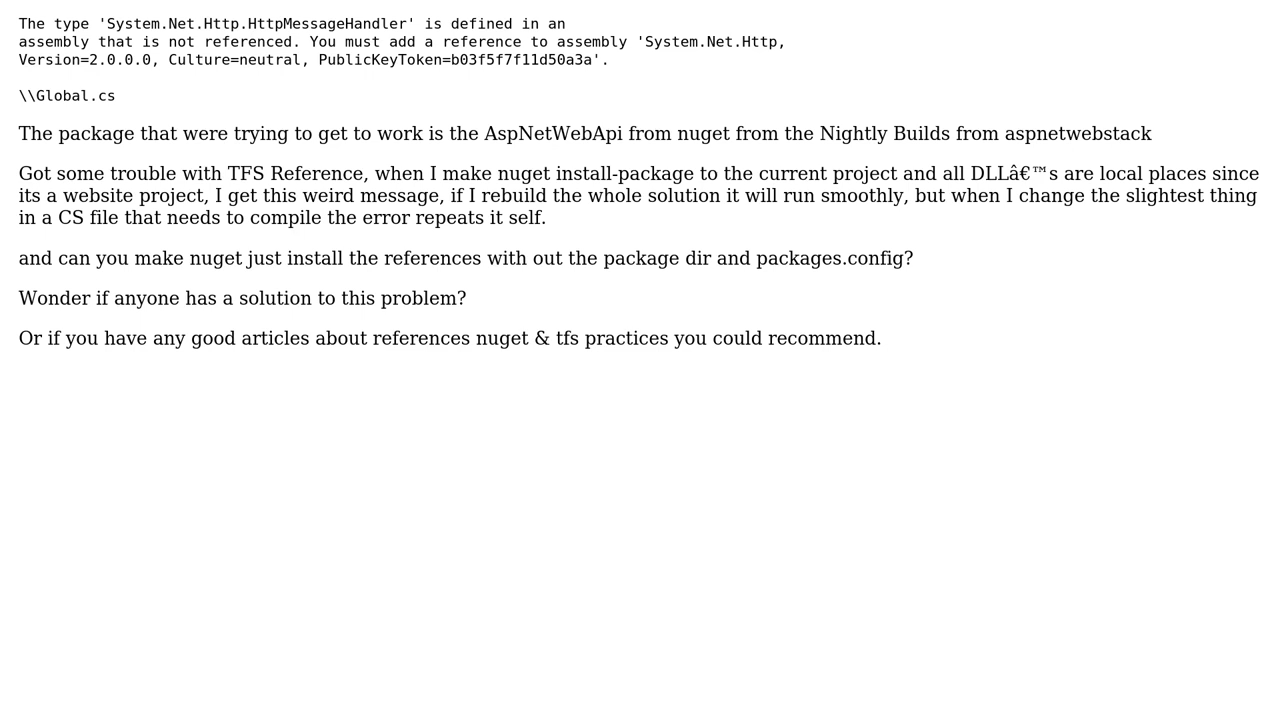 The type 'System.Net.Http.HttpMessageHandler' is defined in an
assembly that is not referenced. You must add a reference to assembly 'System.Net.Http,
Version=2.0.0.0, Culture=neutral, PublicKeyToken=b03f5f7f11d50a3a'.
\\Global.cs
The package that were trying to get to work is the AspNetWebApi from nuget from the Nightly Builds from aspnetwebstack
Got some trouble with TFS Reference, when I make nuget install-package to the current project and all DLLâ€™s are local places since
its a website project, I get this weird message, if I rebuild the whole solution it will run smoothly, but when I change the slightest thing
in a CS file that needs to compile the error repeats it self.
and can you make nuget just install the references with out the package dir and packages.config?
Wonder if anyone has a solution to this problem?
Or if you have any good articles about references nuget & tfs practices you could recommend.